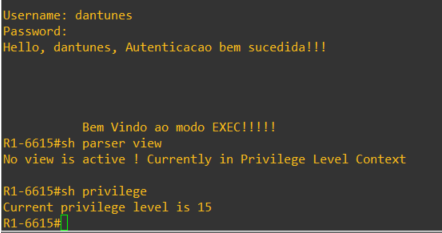 Username: dantunes
Password:
Hello, dantunes, Autenticacao bem sucedida!!!
Bem Vindo ao modo EXEC!!!!!
R1-6615#sh parser view
No view is active ! Currently in Privilege Level Context
R1-6615#sh privilege
Current privilege level is 15
R1-6615#